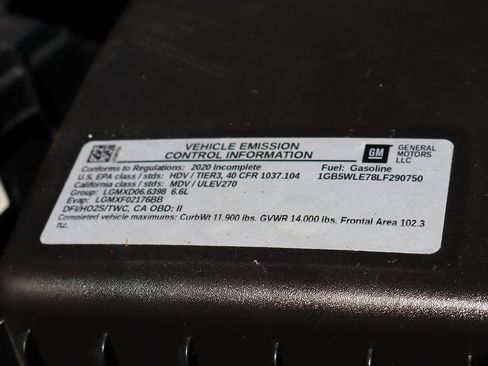 VEHICLE EMISSION
CONTROL INFORMATION
GM
GENERAL
MOTORS
LLC
Conforms to Regulations: 2020 Incomplete
Fuel: Gasoline
U.S. EPA class / stds: HDV / TIER3, 40 CFR 1037.104
1GB5WLE78LF290750
California class / stds: MDV / ULEV270
Group: LGMXD06.6398 6.6L
Evap: LGMXF02176BB
DFI/HO2S/TWC, CA OBD: II
Completed vehicle maximums: CurbWt 11,900 lbs. GVWR 14,000 lbs. Frontal Area 102.3
ft2.